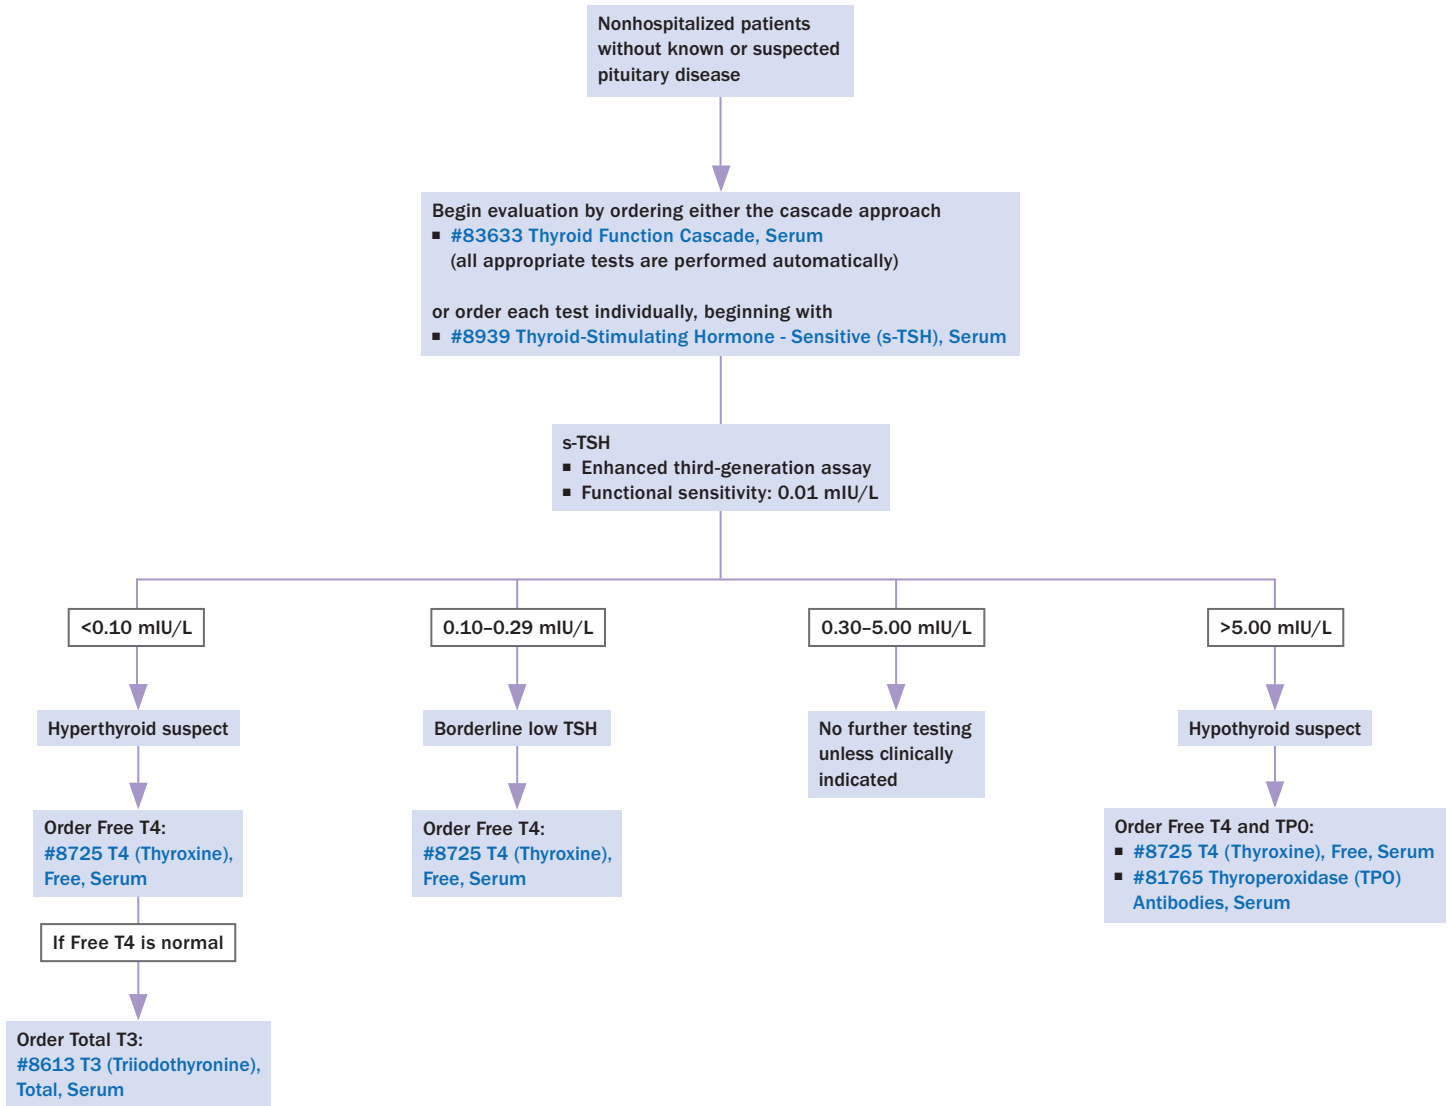 Nonhospitalized patients
without known or suspected
pituitary disease
Begin evaluation by ordering either the cascade approach
▪ #83633 Thyroid Function Cascade, Serum
(all appropriate tests are performed automatically)
or order each test individually, beginning with
▪ #8939 Thyroid-Stimulating Hormone - Sensitive (s-TSH), Serum
s-TSH
▪ Enhanced third-generation assay
▪ Functional sensitivity: 0.01 mIU/L
<0.10 mIU/L
0.10–0.29 mIU/L
0.30–5.00 mIU/L
>5.00 mIU/L
Hyperthyroid suspect
Borderline low TSH
No further testing
unless clinically
indicated
Hypothyroid suspect
Order Free T4:
#8725 T4 (Thyroxine),
Free, Serum
Order Free T4:
#8725 T4 (Thyroxine),
Free, Serum
Order Free T4 and TPO:
▪ #8725 T4 (Thyroxine), Free, Serum
▪ #81765 Thyroperoxidase (TPO)
Antibodies, Serum
If Free T4 is normal
Order Total T3:
#8613 T3 (Triiodothyronine),
Total, Serum